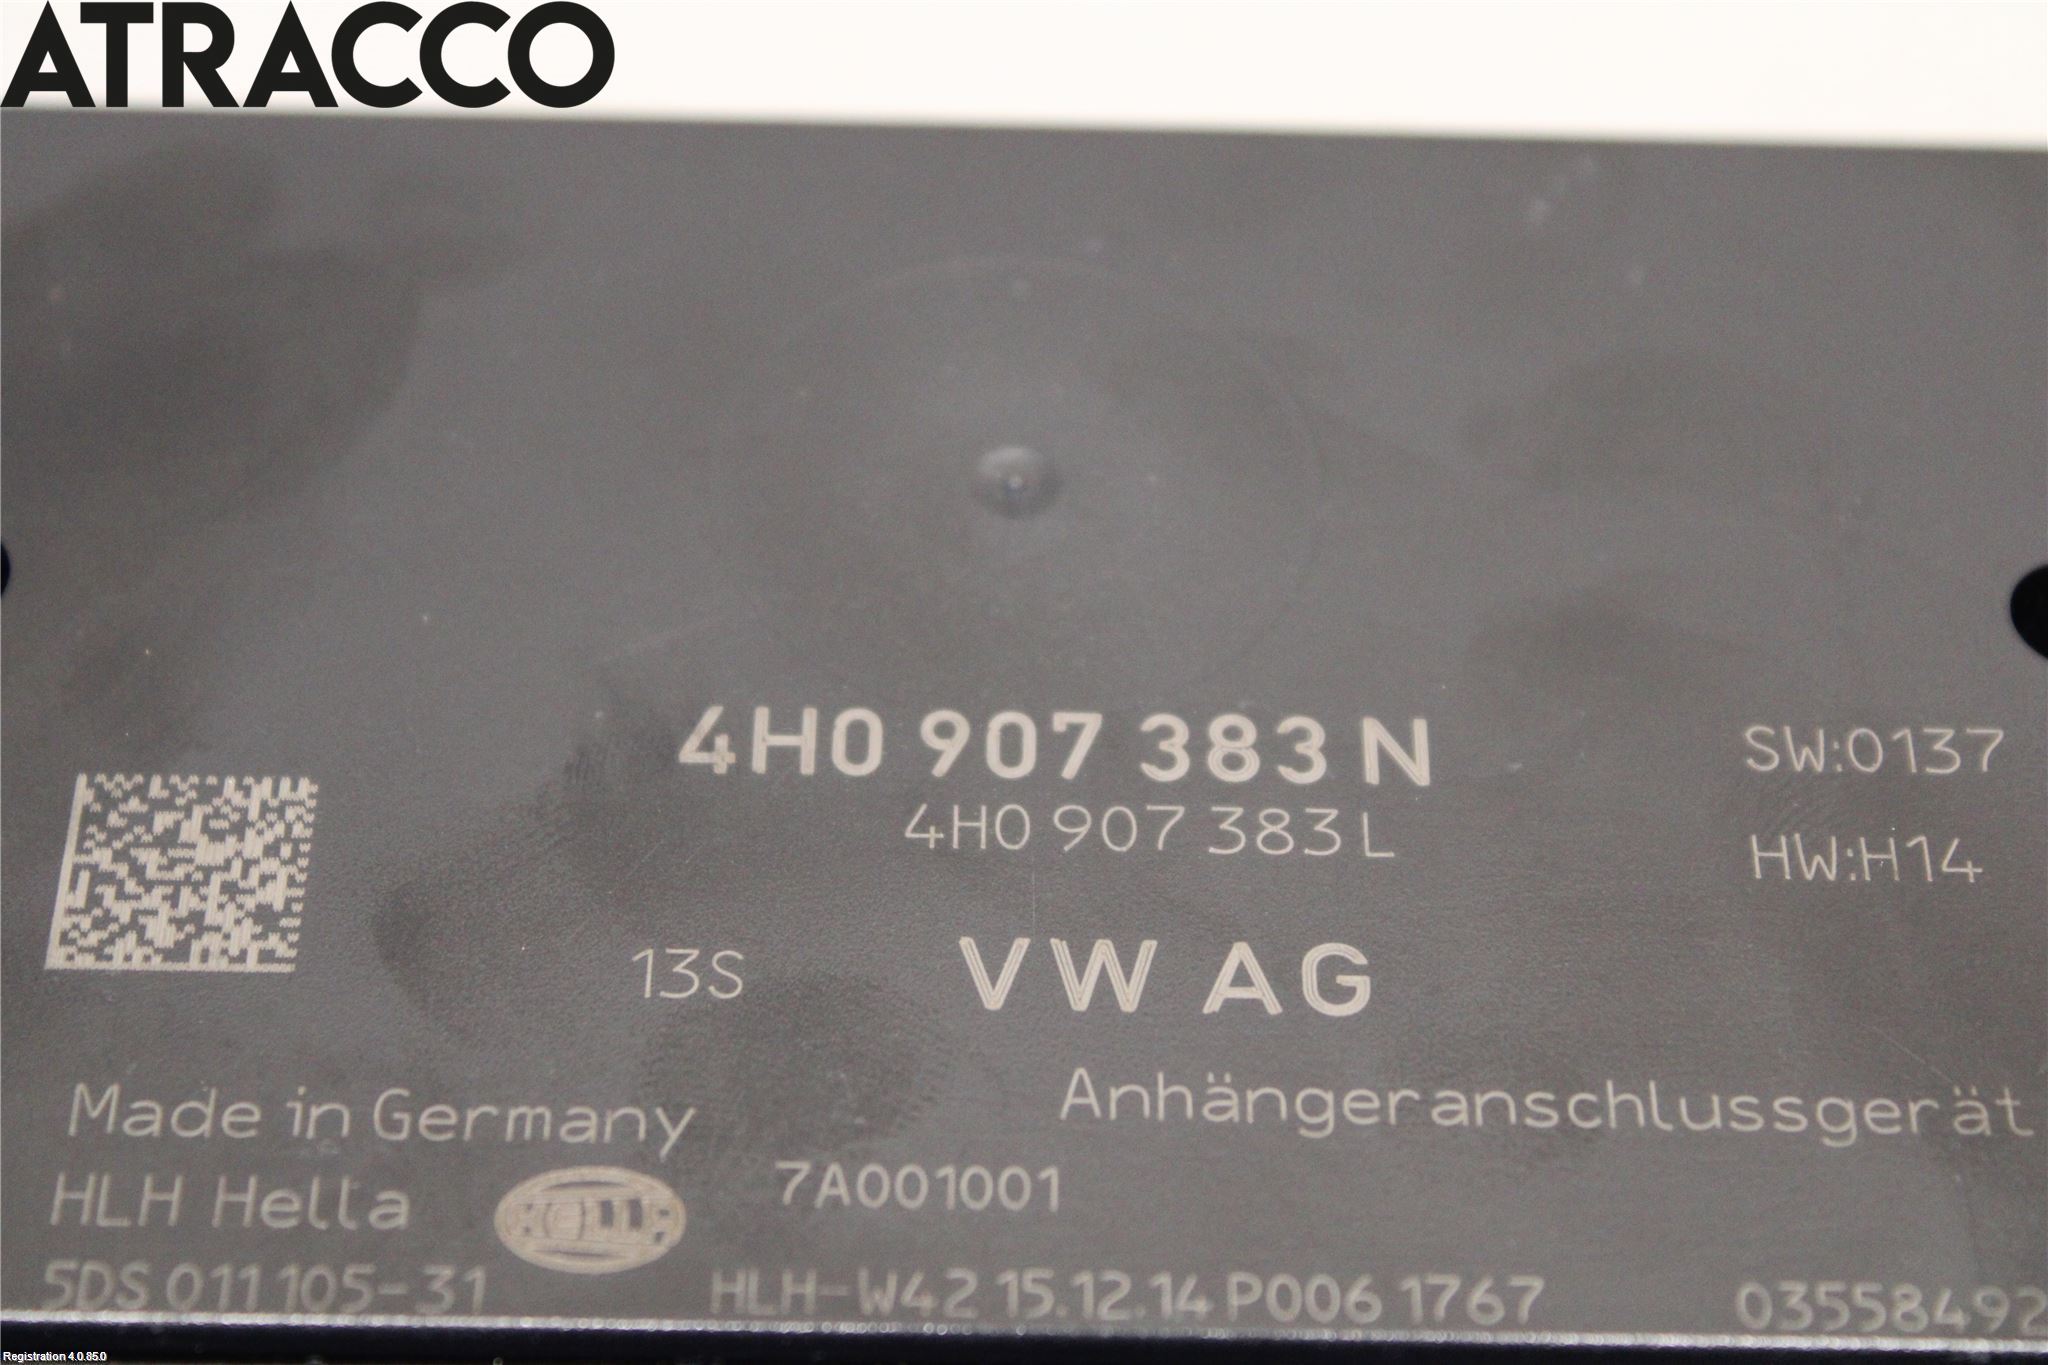 ATRACCO
4H0 907 383 N
SW:0137
4H0 907 383 L
HW:H14
13S
VW AG
Made in Germany
Anhängeranschlussgerät
HLH Hella
7A001001
5DS 011 105-31
HLH-W42 15.12.14 P006 1767
03558492
Registration 4.0.85.0